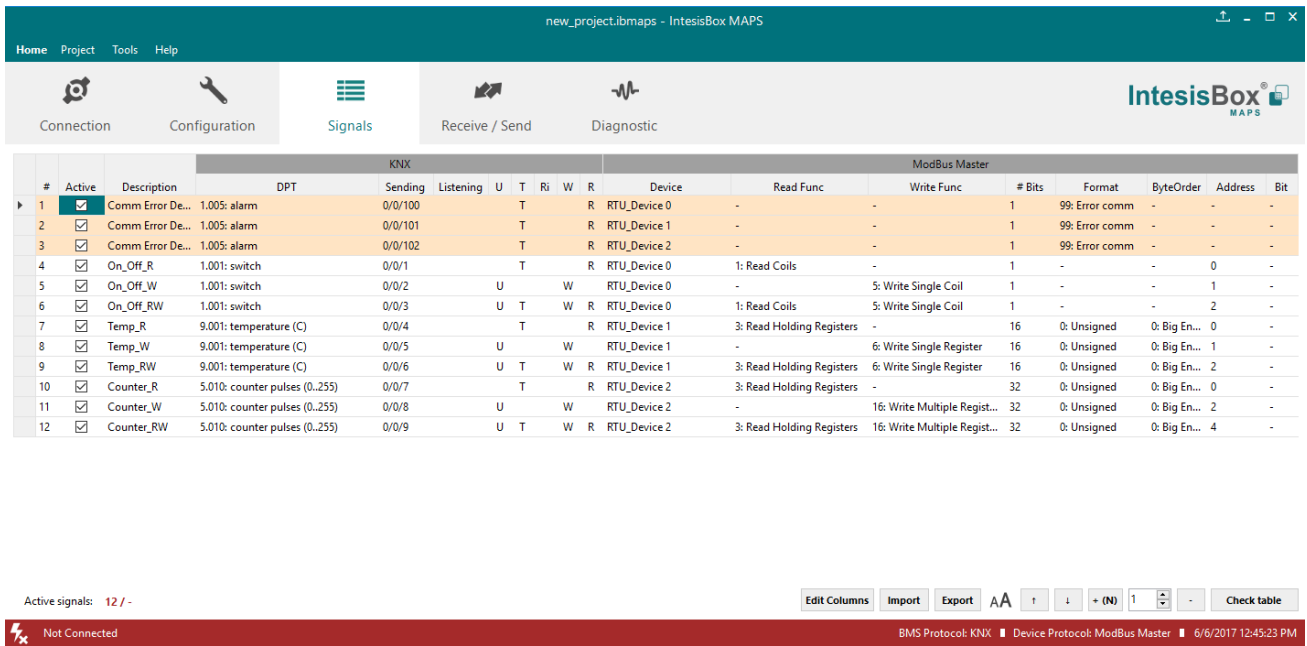 new_project.ibmaps - IntesisBox MAPS
Home Project Tools Help
Connection Configuration Signals Receive / Send Diagnostic
IntesisBox® MAPS
KNX ModBus Master
# Active Description DPT Sending Listening U T Ri W R Device Read Func Write Func # Bits Format ByteOrder Address Bit
1 Comm Error De... 1.005: alarm 0/0/100 T R RTU_Device 0 - - 1 99: Error comm - - -
2 Comm Error De... 1.005: alarm 0/0/101 T R RTU_Device 1 - - 1 99: Error comm - - -
3 Comm Error De... 1.005: alarm 0/0/102 T R RTU_Device 2 - - 1 99: Error comm - - -
4 On_Off_R 1.001: switch 0/0/1 T R RTU_Device 0 1: Read Coils - 1 - - 0 -
5 On_Off_W 1.001: switch 0/0/2 U W RTU_Device 0 - 5: Write Single Coil 1 - - 1 -
6 On_Off_RW 1.001: switch 0/0/3 U T W R RTU_Device 0 1: Read Coils 5: Write Single Coil 1 - - 2 -
7 Temp_R 9.001: temperature (C) 0/0/4 T R RTU_Device 1 3: Read Holding Registers - 16 0: Unsigned 0: Big En... 0 -
8 Temp_W 9.001: temperature (C) 0/0/5 U W RTU_Device 1 - 6: Write Single Register 16 0: Unsigned 0: Big En... 1 -
9 Temp_RW 9.001: temperature (C) 0/0/6 U T W R RTU_Device 1 3: Read Holding Registers 6: Write Single Register 16 0: Unsigned 0: Big En... 2 -
10 Counter_R 5.010: counter pulses (0..255) 0/0/7 T R RTU_Device 2 3: Read Holding Registers - 32 0: Unsigned 0: Big En... 0 -
11 Counter_W 5.010: counter pulses (0..255) 0/0/8 U W RTU_Device 2 - 16: Write Multiple Regist... 32 0: Unsigned 0: Big En... 2 -
12 Counter_RW 5.010: counter pulses (0..255) 0/0/9 U T W R RTU_Device 2 3: Read Holding Registers 16: Write Multiple Regist... 32 0: Unsigned 0: Big En... 4 -
Active signals: 12 / - Edit Columns Import Export AA ↑ ↓ + (N) 1 - Check table
Not Connected BMS Protocol: KNX Device Protocol: ModBus Master 6/6/2017 12:45:23 PM